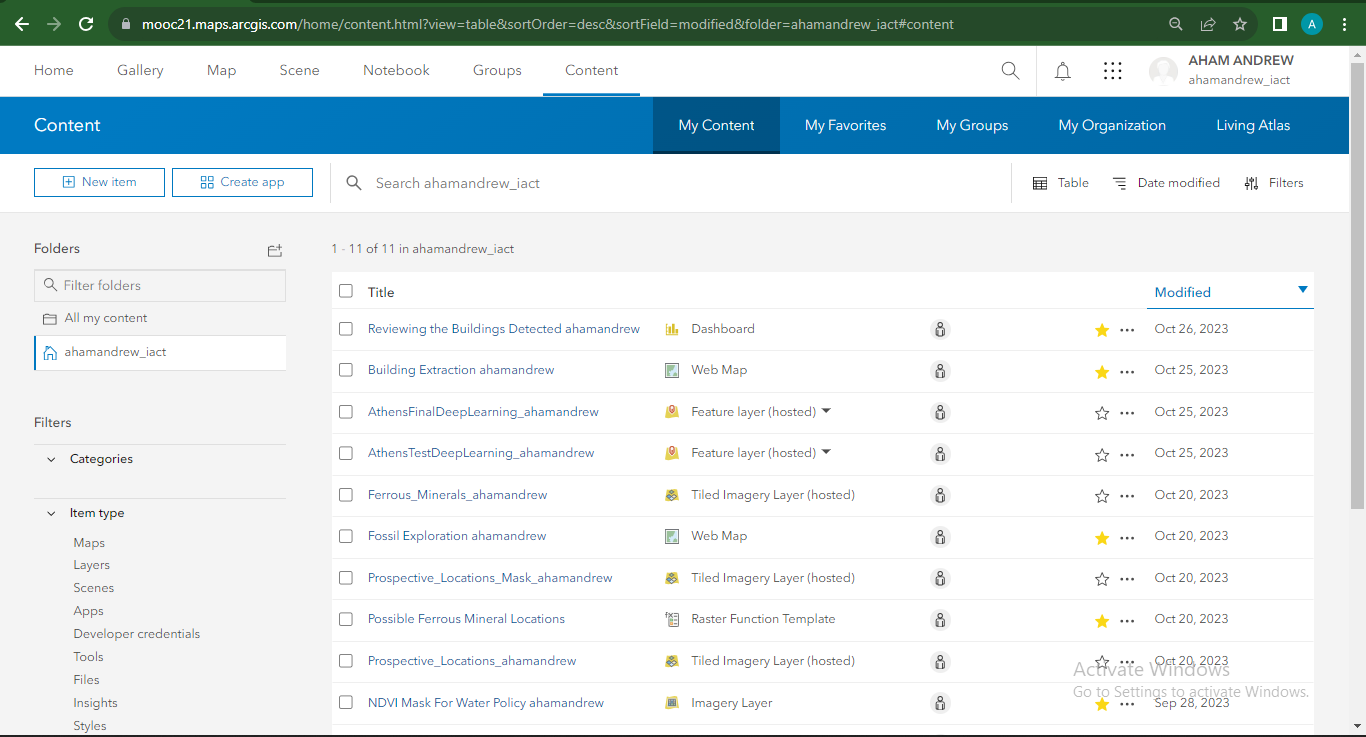 mooc21.maps.arcgis.com/home/content.html?view=table&sortOrder=desc&sortField=modified&folder=ahamandrew_iact#content
A
Home Gallery Map Scene Notebook Groups Content
AHAM ANDREW
ahamandrew_iact
Content
My Content My Favorites My Groups My Organization Living Atlas
New item Create app Search ahamandrew_iact Table Date modified Filters
Folders
Filter folders
All my content
ahamandrew_iact
Filters
Categories
Item type
Maps
Layers
Scenes
Apps
Developer credentials
Tools
Files
Insights
Styles
1 - 11 of 11 in ahamandrew_iact
Title Modified
Reviewing the Buildings Detected ahamandrew Dashboard Oct 26, 2023
Building Extraction ahamandrew Web Map Oct 25, 2023
AthensFinalDeepLearning_ahamandrew Feature layer (hosted) Oct 25, 2023
AthensTestDeepLearning_ahamandrew Feature layer (hosted) Oct 25, 2023
Ferrous_Minerals_ahamandrew Tiled Imagery Layer (hosted) Oct 20, 2023
Fossil Exploration ahamandrew Web Map Oct 20, 2023
Prospective_Locations_Mask_ahamandrew Tiled Imagery Layer (hosted) Oct 20, 2023
Possible Ferrous Mineral Locations Raster Function Template Oct 20, 2023
Prospective_Locations_ahamandrew Tiled Imagery Layer (hosted) Oct 20, 2023
NDVI Mask For Water Policy ahamandrew Imagery Layer Sep 28, 2023
Activate Windows
Go to Settings to activate Windows.